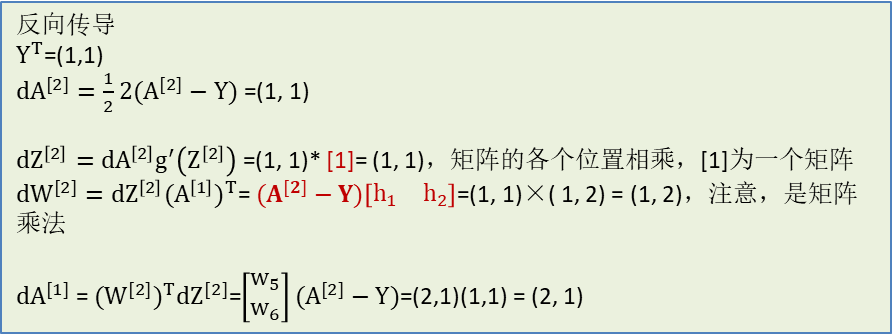 反向传导
Yᵀ=(1,1)
dA^[2] = 1/2 2(A^[2] − Y) =(1, 1)
dZ^[2] = dA^[2]g′(Z^[2]) =(1, 1)* [1]= (1, 1)，矩阵的各个位置相乘，[1]为一个矩阵
dW^[2] = dZ^[2](A^[1])ᵀ= (A^[2] − Y)[h₁ h₂]=(1, 1)×( 1, 2) = (1, 2)，注意，是矩阵
乘法
dA^[1] = (W^[2])ᵀdZ^[2]=[w₅ w₆] (A^[2] − Y)=(2,1)(1,1) = (2, 1)